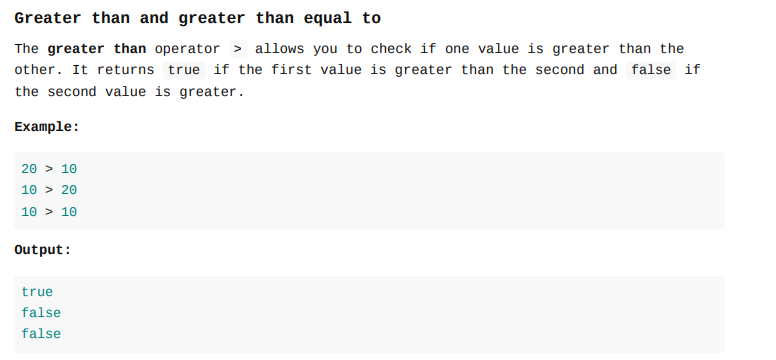 Greater than and greater than equal to
The greater than operator > allows you to check if one value is greater than the
other. It returns true if the first value is greater than the second and false if
the second value is greater.
Example:
20 > 10
10 > 20
10 > 10
Output:
true
false
false